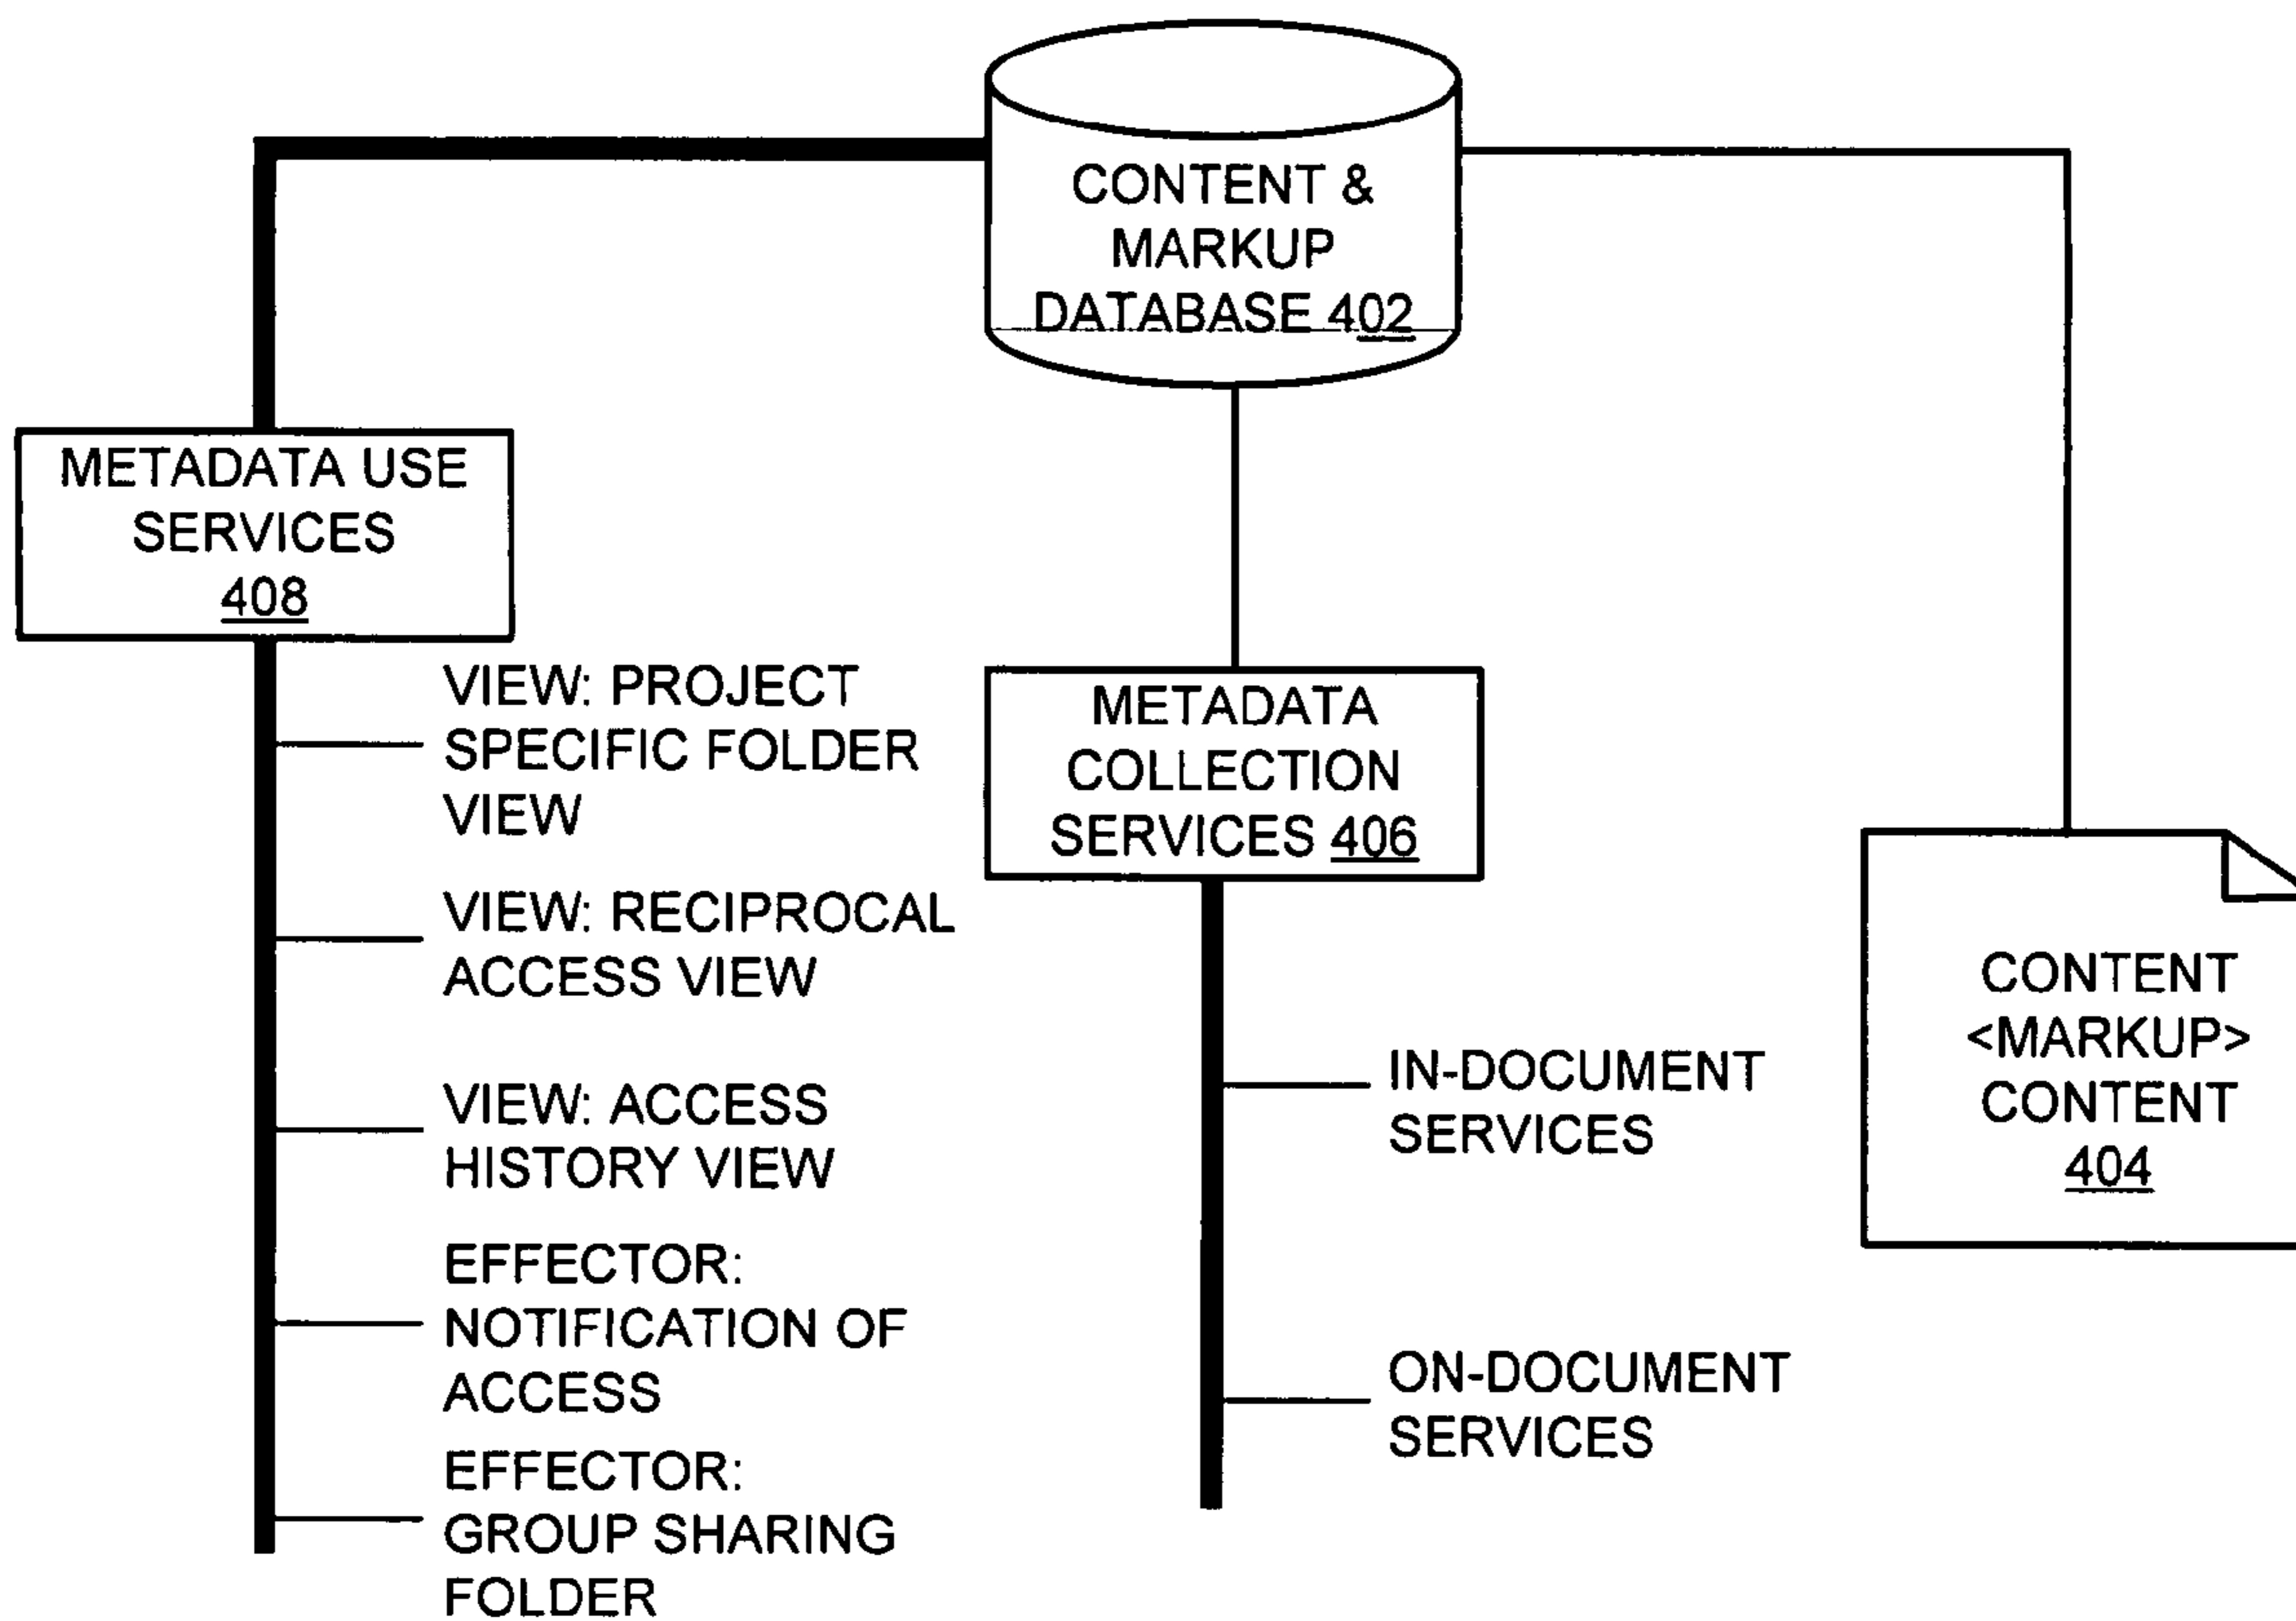 CONTENT &
MARKUP
DATABASE 402
METADATA USE
SERVICES
408
VIEW: PROJECT
SPECIFIC FOLDER
VIEW
VIEW: RECIPROCAL
ACCESS VIEW
VIEW: ACCESS
HISTORY VIEW
EFFECTOR:
NOTIFICATION OF
ACCESS
EFFECTOR:
GROUP SHARING
FOLDER
METADATA
COLLECTION
SERVICES 406
IN-DOCUMENT
SERVICES
ON-DOCUMENT
SERVICES
CONTENT
<MARKUP>
CONTENT
404